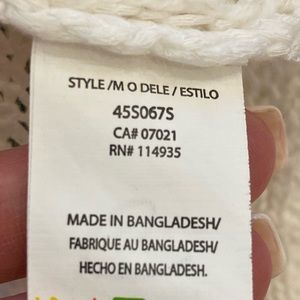 STYLE /M O DELE / ESTILO
45S067S
CA# 07021
RN# 114935
MADE IN BANGLADESH/
FABRIQUE AU BANGLADESH/
HECHO EN BANGLADESH.